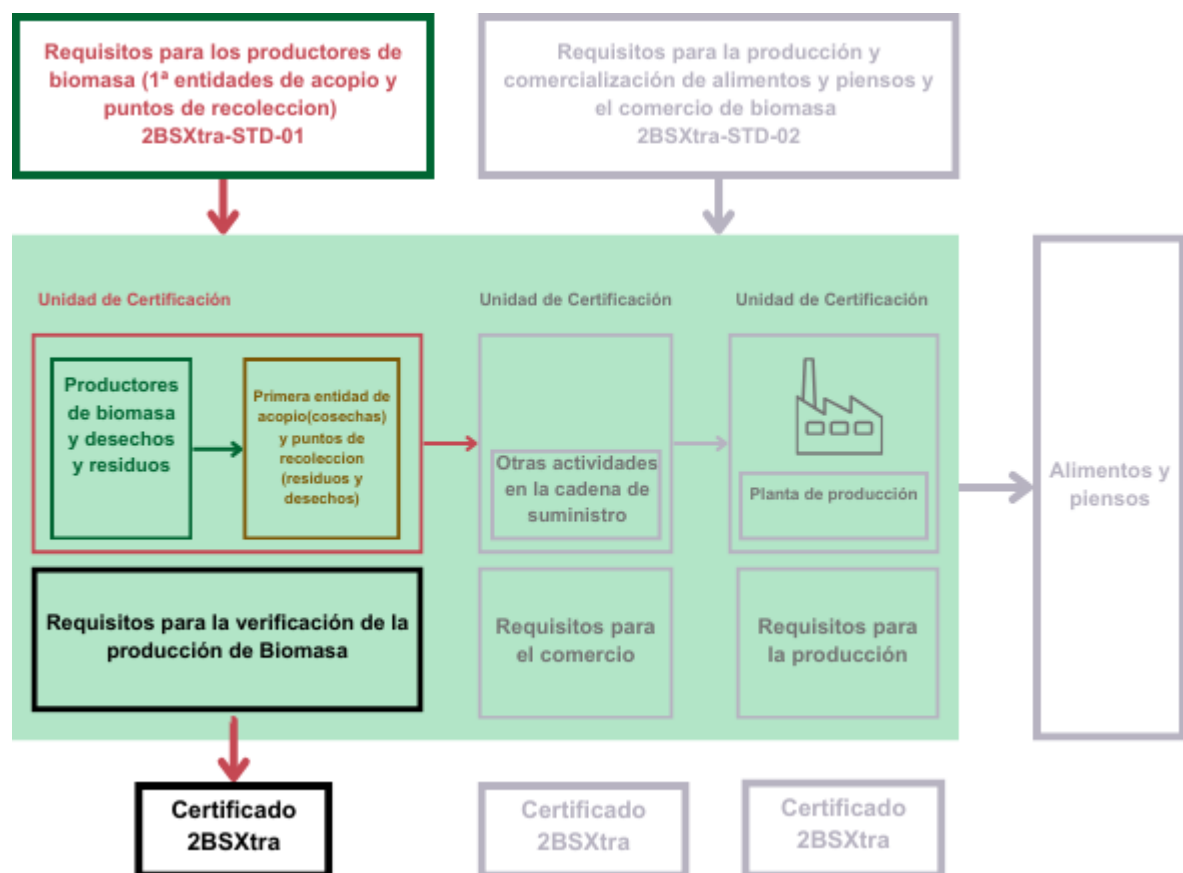 Requisitos para los productores de
biomasa (1ª entidades de acopio y
puntos de recoleccion)
2BSXtra-STD-01
Requisitos para la producción y
comercialización de alimentos y piensos y
el comercio de biomasa
2BSXtra-STD-02
Unidad de Certificación
Unidad de Certificación
Unidad de Certificación
Productores
de biomasa
y desechos
y residuos
Primera entidad de
acopio(cosechas)
y puntos de
recoleccion
(residuos y
desechos)
Otras actividades
en la cadena de
suministro
Planta de producción
Alimentos y
piensos
Requisitos para la verificación de la
producción de Biomasa
Requisitos para
el comercio
Requisitos para
la producción
Certificado
2BSXtra
Certificado
2BSXtra
Certificado
2BSXtra